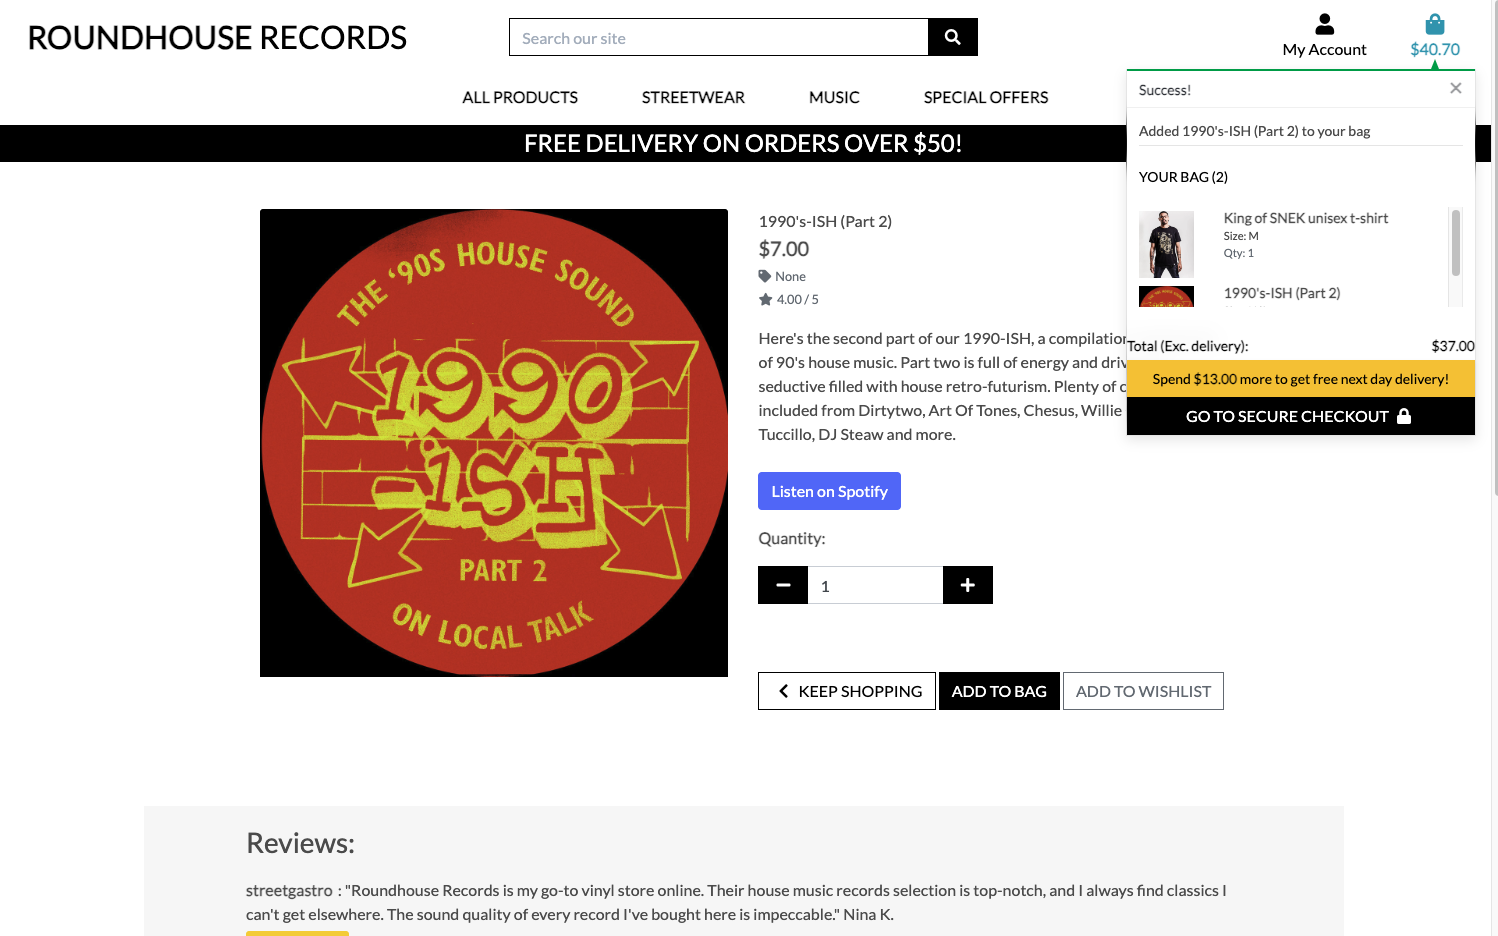 ROUNDHOUSE RECORDS
Search our site
My Account
$40.70
ALL PRODUCTS
STREETWEAR
MUSIC
SPECIAL OFFERS
FREE DELIVERY ON ORDERS OVER $50!
Success!
Added 1990's-ISH (Part 2) to your bag
YOUR BAG (2)
King of SNEK unisex t-shirt
Size: M
Qty: 1
1990's-ISH (Part 2)
Total (Exc. delivery):
$37.00
Spend $13.00 more to get free next day delivery!
GO TO SECURE CHECKOUT
THE '90S HOUSE SOUND
1990
-ISH
PART 2
ON LOCAL TALK
1990's-ISH (Part 2)
$7.00
None
4.00 / 5
Here's the second part of our 1990-ISH, a compilation
of 90's house music. Part two is full of energy and
seductive filled with house retro-futurism. Plenty of
included from Dirtytwo, Art Of Tones, Chesus, Willie
Tuccillo, DJ Steaw and more.
Listen on Spotify
Quantity:
1
KEEP SHOPPING
ADD TO BAG
ADD TO WISHLIST
Reviews:
streetgastro : "Roundhouse Records is my go-to vinyl store online. Their house music records selection is top-notch, and I always find classics I
can't get elsewhere. The sound quality of every record I've bought here is impeccable." Nina K.